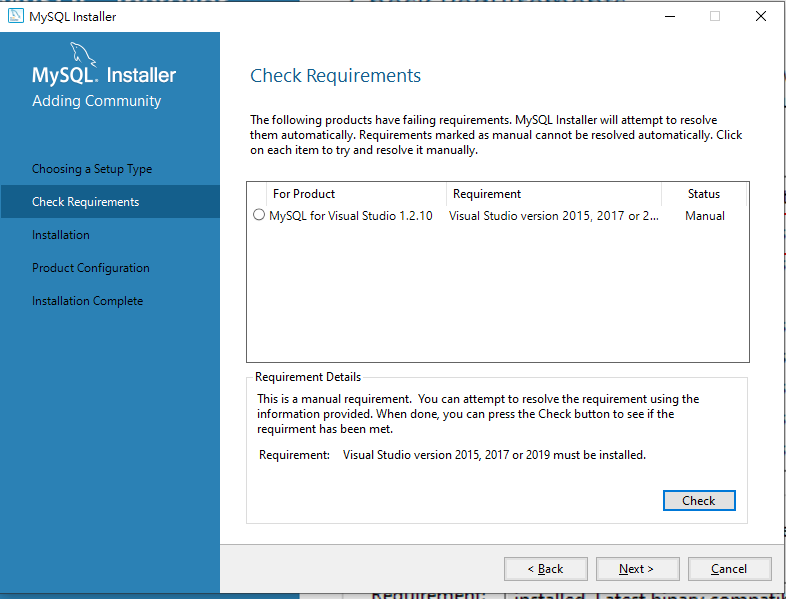 MySQL Installer
MySQL. Installer
Adding Community
Choosing a Setup Type
Check Requirements
Installation
Product Configuration
Installation Complete
Check Requirements
The following products have failing requirements. MySQL Installer will attempt to resolve
them automatically. Requirements marked as manual cannot be resolved automatically. Click
on each item to try and resolve it manually.
For Product Requirement Status
MySQL for Visual Studio 1.2.10 Visual Studio version 2015, 2017 or 2... Manual
Requirement Details
This is a manual requirement. You can attempt to resolve the requirement using the
information provided. When done, you can press the Check button to see if the
requirment has been met.
Requirement: Visual Studio version 2015, 2017 or 2019 must be installed.
Check
< Back Next > Cancel